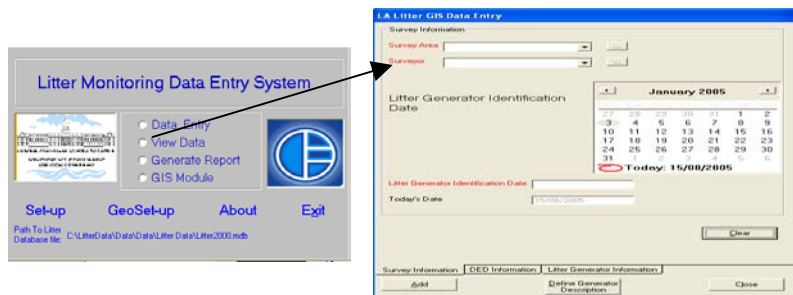 Litter Monitoring Data Entry System
Data Entry
View Data
Generate Report
GIS Module
Set-up GeoSet-up About Exit
Path To Litter
Database file: C:\LitterData\Data\Data\Litter Data\Litter2000.mdb
LA Litter GIS Data Entry
Survey Information
Survey Area
Surveyor
Litter Generator Identification
Date
January 2005
27 28 29 30 31 1 2
3 4 5 6 7 8 9
10 11 12 13 14 15 16
17 18 19 20 21 22 23
24 25 26 27 28 29 30
31 1 2 3 4 5 6
Today: 15/08/2005
Litter Generator Identification Date
Today's Date 15/08/2005
Clear
Survey Information DED Information Litter Generator Information
Add Define Generator Close
Description